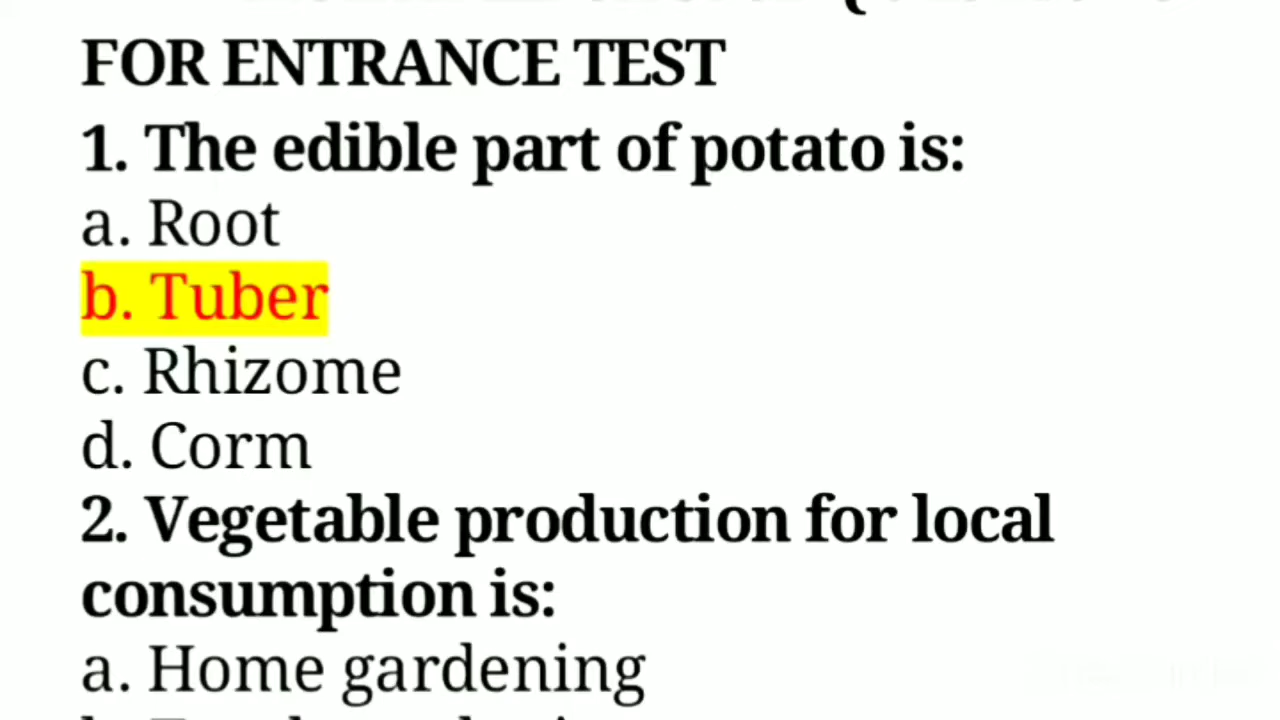 FOR ENTRANCE TEST
1. The edible part of potato is:
a. Root
b. Tuber
c. Rhizome
d. Corm
2. Vegetable production for local
consumption is:
a. Home gardening